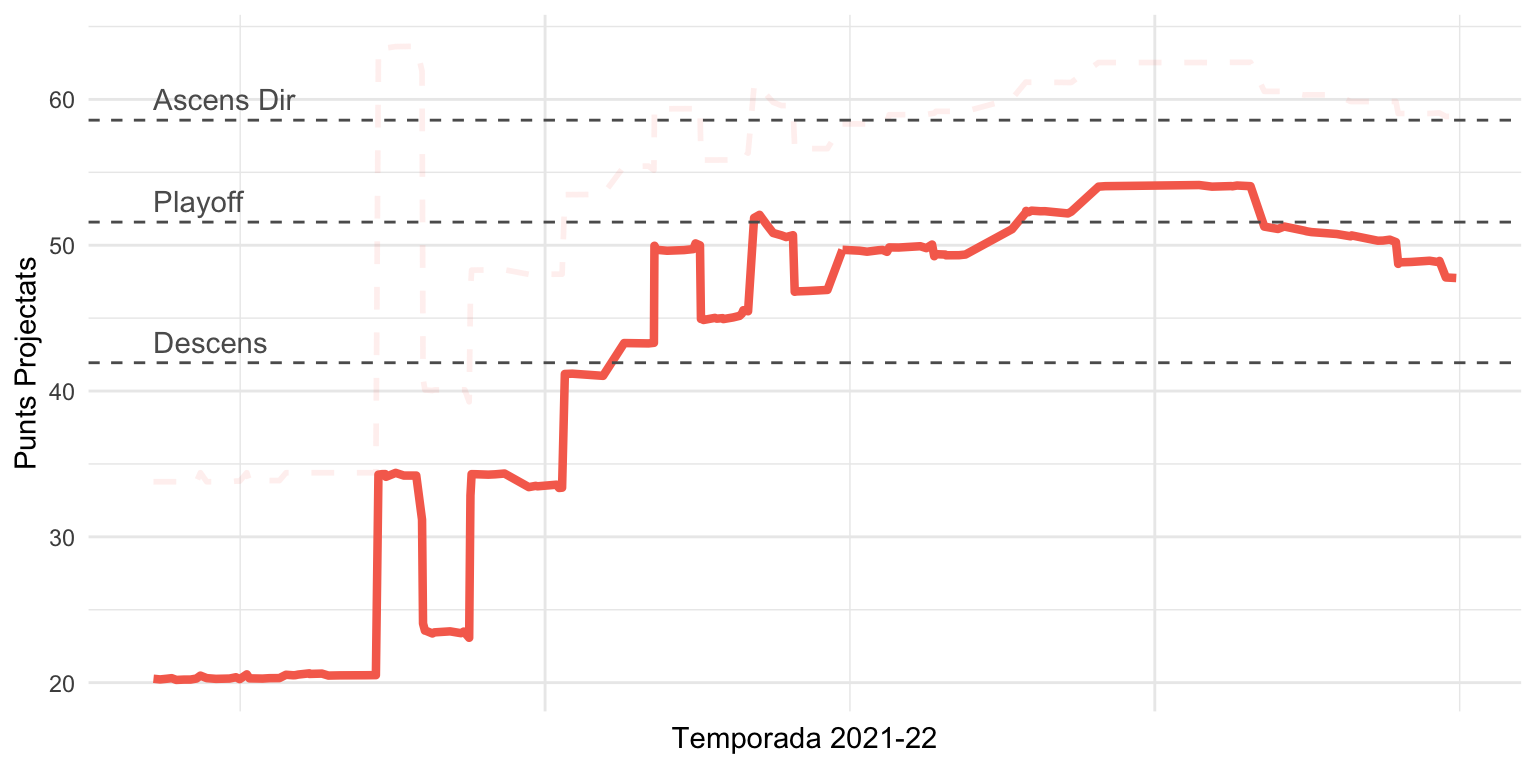 60
Ascens Dir
Playoff
50
Descens
40
30
20
Punts Projectats
Temporada 2021-22